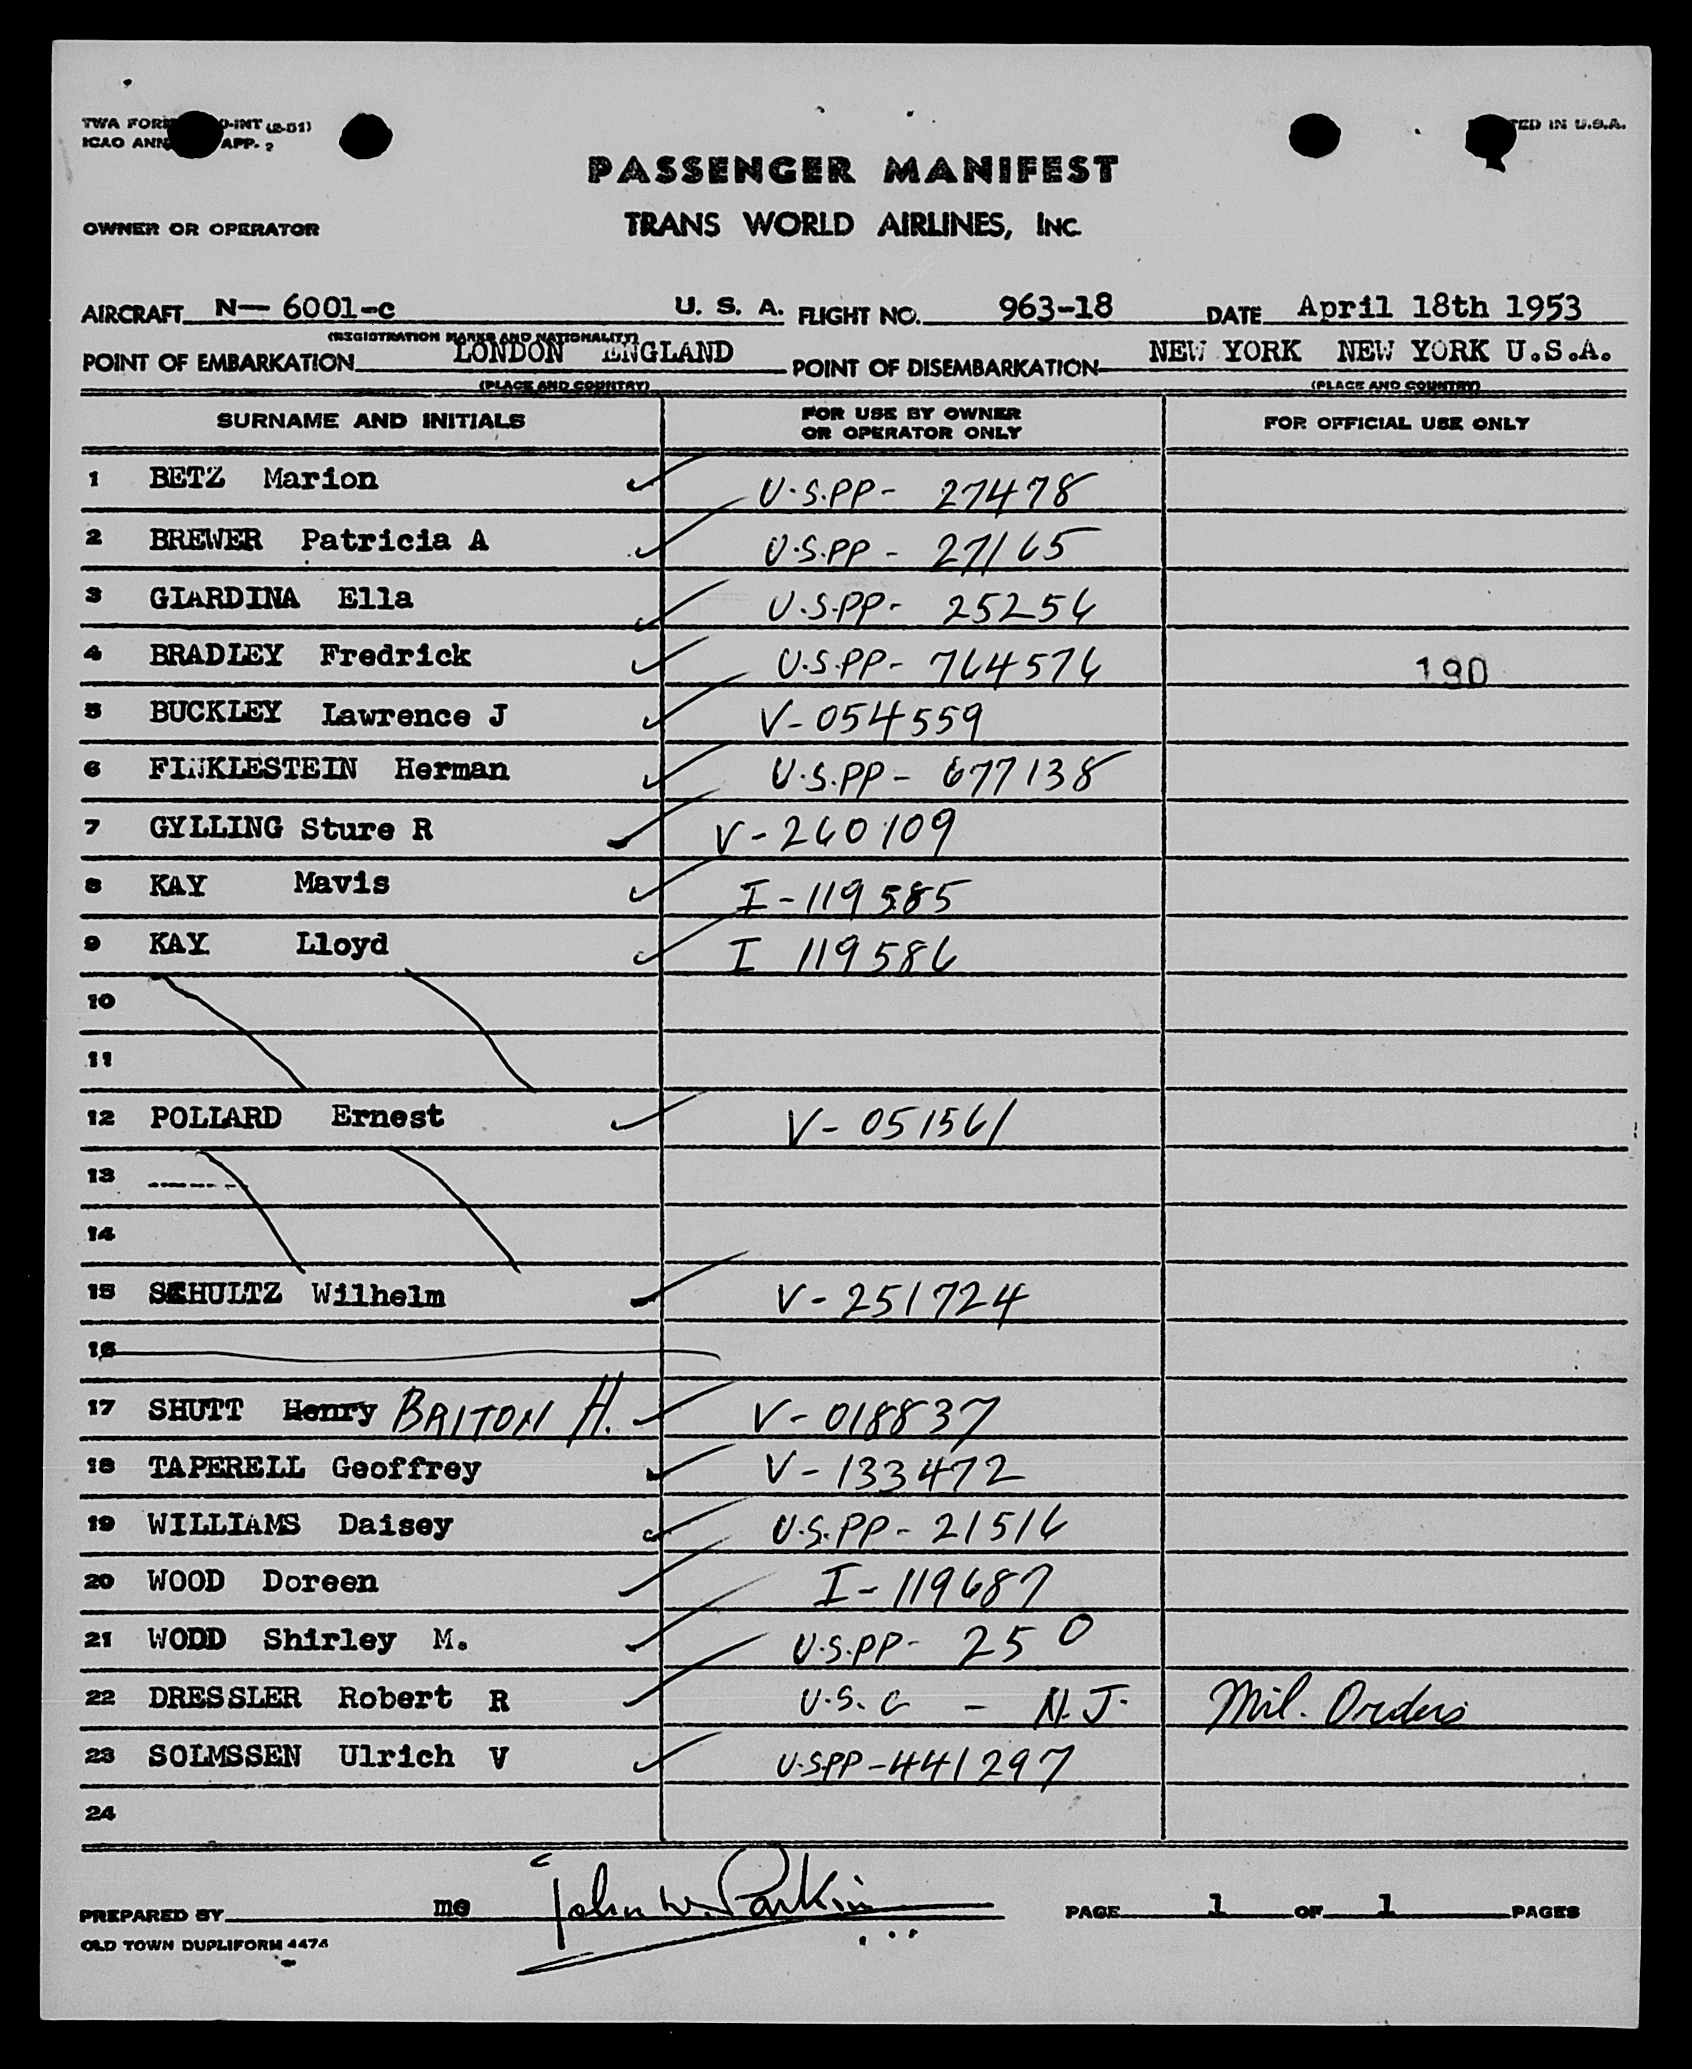 TWA FORM 0-INT (2-51)
ICAO ANN APP. 2
TED IN U.S.A.
PASSENGER MANIFEST
OWNER OR OPERATOR TRANS WORLD AIRLINES, INC.
AIRCRAFT N- 6001-c U. S. A. FLIGHT NO. 963-18 DATE April 18th 1953
(REGISTRATION MARKS AND NATIONALITY)
POINT OF EMBARKATION LONDON ENGLAND POINT OF DISEMBARKATION NEW YORK NEW YORK U.S.A.
(PLACE AND COUNTRY) (PLACE AND COUNTRY)
SURNAME AND INITIALS FOR USE BY OWNER OR OPERATOR ONLY FOR OFFICIAL USE ONLY
1 BETZ Marion U.S.PP- 27478
2 BREWER Patricia A U.S.PP- 27165
3 GIARDINA Ella U.S.PP- 25256
4 BRADLEY Fredrick U.S.PP- 764576 190
5 BUCKLEY Lawrence J V-054559
6 FINKLESTEIN Herman U.S.PP- 677138
7 GYLLING Sture R V-260109
8 KAY Mavis I-119585
9 KAY Lloyd I 119586
10
11
12 POLLARD Ernest V- 051561
13 -------
14
15 SCHULTZ Wilhelm V-251724
16
17 SHUTT Henry BRITON H. V-018837
18 TAPERELL Geoffrey V-133472
19 WILLIAMS Daisey U.S.PP- 21516
20 WOOD Doreen I-119687
21 WODD Shirley M. U.S.PP- 25 0
22 DRESSLER Robert R U.S.C - N.J. Mil. Orders
23 SOLMSSEN Ulrich V U.S.PP-441297
24
PREPARED BY me John W. Parkin PAGE 1 OF 1 PAGES
OLD TOWN DUPLIFORM 4474